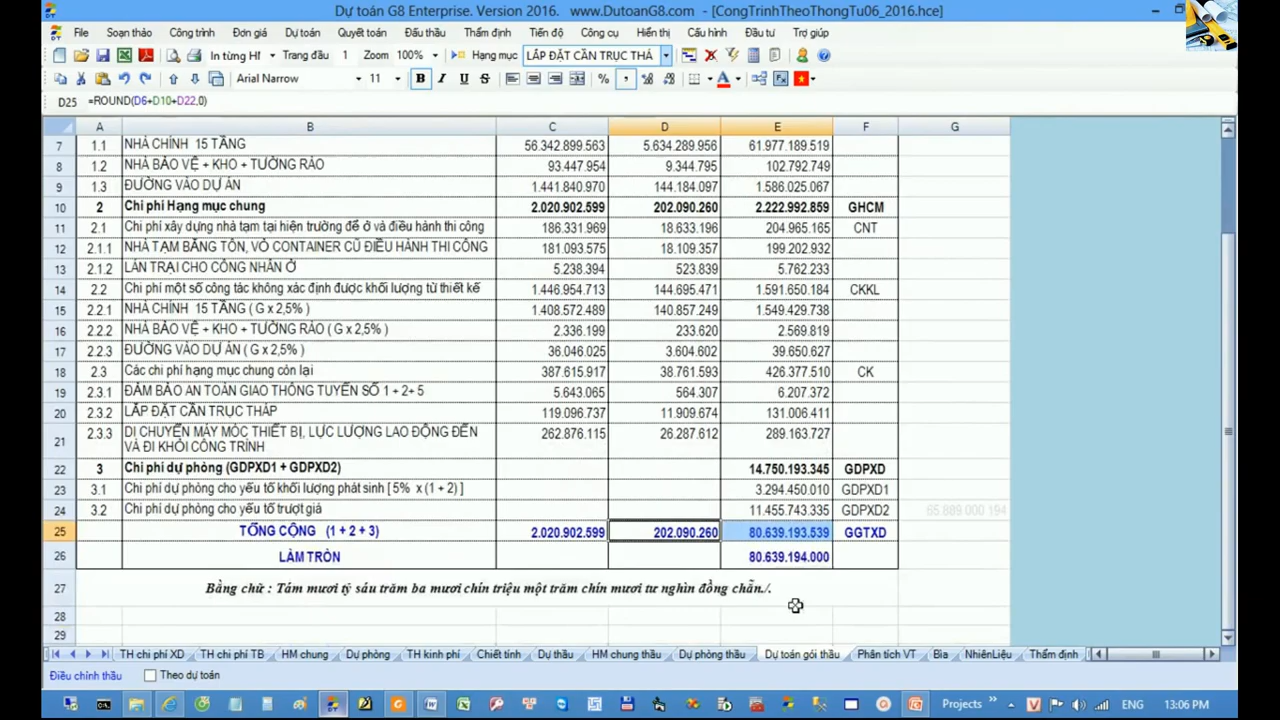 Dự toán G8 Enterprise. Version 2016.    www.DutoanG8.com - [CongTrinhTheoThongTu06_2016.hce]
File Soạn thảo Công trình Đơn giá Dự toán Quyết toán Đấu thầu Thẩm định Tiến độ Công cụ Hiển thị Cấu hình Đầu tư Trợ giúp
In từng Hạ Trang đầu 1 Zoom 100% Hạng mục LẮP ĐẶT CẦN TRỤC THÁ
Arial Narrow 11 B I U S %
D25 =ROUND(D6+D10+D22,0)
A B C D E F G
7 1.1 NHÀ CHÍNH 15 TẦNG 56.342.899.563 5.634.289.956 61.977.189.519
8 1.2 NHÀ BẢO VỆ + KHO + TƯỜNG RÀO 93.447.954 9.344.795 102.792.749
9 1.3 ĐƯỜNG VÀO DỰ ÁN 1.441.840.970 144.184.097 1.586.025.067
10 2 Chi phí Hạng mục chung 2.020.902.599 202.090.260 2.222.992.859 GHCM
11 2.1 Chi phí xây dựng nhà tạm tại hiện trường để ở và điều hành thi công 186.331.969 18.633.196 204.965.165 CNT
12 2.1.1 NHÀ TẠM BẰNG TÔN, VỎ CONTAINER CŨ ĐIỀU HÀNH THI CÔNG 181.093.575 18.109.357 199.202.932
13 2.1.2 LÁN TRẠI CHO CÔNG NHÂN Ở 5.238.394 523.839 5.762.233
14 2.2 Chi phí một số công tác không xác định được khối lượng từ thiết kế 1.446.954.713 144.695.471 1.591.650.184 CKKL
15 2.2.1 NHÀ CHÍNH 15 TẦNG ( G x 2,5% ) 1.408.572.489 140.857.249 1.549.429.738
16 2.2.2 NHÀ BẢO VỆ + KHO + TƯỜNG RÀO ( G x 2,5% ) 2.336.199 233.620 2.569.819
17 2.2.3 ĐƯỜNG VÀO DỰ ÁN ( G x 2,5% ) 36.046.025 3.604.602 39.650.627
18 2.3 Các chi phí hạng mục chung còn lại 387.615.917 38.761.593 426.377.510 CK
19 2.3.1 ĐẢM BẢO AN TOÀN GIAO THÔNG TUYẾN SỐ 1 + 2+ 5 5.643.065 564.307 6.207.372
20 2.3.2 LẮP ĐẶT CẦN TRỤC THÁP 119.096.737 11.909.674 131.006.411
21 2.3.3 DI CHUYỂN MÁY MÓC THIẾT BỊ, LỰC LƯỢNG LAO ĐỘNG ĐẾN 262.876.115 26.287.612 289.163.727
VÀ ĐI KHỎI CÔNG TRÌNH
22 3 Chi phí dự phòng (GDPXD1 + GDPXD2) 14.750.193.345 GDPXD
23 3.1 Chi phí dự phòng cho yếu tố khối lượng phát sinh [ 5% x (1 + 2) ] 3.294.450.010 GDPXD1
24 3.2 Chi phí dự phòng cho yếu tố trượt giá 11.455.743.335 GDPXD2 65.889.000.194
25 TỔNG CỘNG (1 + 2 + 3) 2.020.902.599 202.090.260 80.639.193.539 GGTXD
26 LÀM TRÒN 80.639.194.000
27 Bằng chữ : Tám mươi tỷ sáu trăm ba mươi chín triệu một trăm chín mươi tư nghìn đồng chẵn./.
28
29
TH chi phí XD TH chi phí TB HM chung Dự phòng TH kinh phí Chiết tính Dự thầu HM chung thầu Dự phòng thầu Dự toán gói thầu Phân tích VT Bìa NhiênLiệu Thẩm định
Điều chỉnh thầu Theo dự toán
Projects ENG 13:06 PM